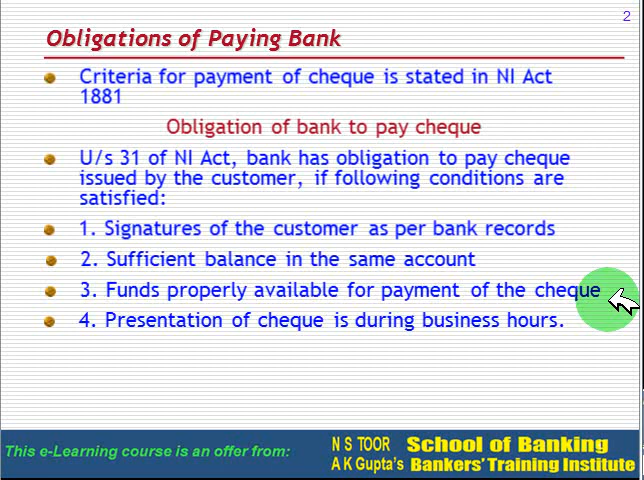 2
Obligations of Paying Bank
Criteria for payment of cheque is stated in NI Act
1881
Obligation of bank to pay cheque
U/s 31 of NI Act, bank has obligation to pay cheque
issued by the customer, if following conditions are
satisfied:
1. Signatures of the customer as per bank records
2. Sufficient balance in the same account
3. Funds properly available for payment of the cheque
4. Presentation of cheque is during business hours.
This e-Learning course is an offer from:
N S TOOR School of Banking
A K Gupta's Bankers' Training Institute